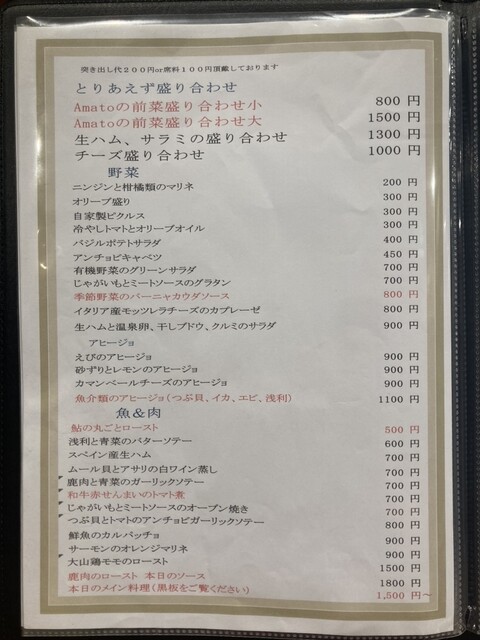 突き出し代200円or席料100円頂戴しております
とりあえず盛り合わせ
Amatoの前菜盛り合わせ小 800 円
Amatoの前菜盛り合わせ大 1500 円
生ハム、サラミの盛り合わせ 1300 円
チーズ盛り合わせ 1000 円
野菜
ニンジンと柑橘類のマリネ 200 円
オリーブ盛り 300 円
自家製ピクルス 300 円
冷やしトマトとオリーブオイル 300 円
バジルポテトサラダ 400 円
アンチョビキャベツ 450 円
有機野菜のグリーンサラダ 700 円
じゃがいもとミートソースのグラタン 700 円
季節野菜のバーニャカウダソース 800 円
イタリア産モッツレラチーズのカプレーゼ 800 円
生ハムと温泉卵、干しブドウ、クルミのサラダ 900 円
アヒージョ
えびのアヒージョ 900 円
砂ずりとレモンのアヒージョ 900 円
カマンベールチーズのアヒージョ 900 円
魚介類のアヒージョ(つぶ貝、イカ、エビ、浅利) 1100 円
魚&肉
鮎の丸ごとロースト 500 円
浅利と青菜のバターソテー 600 円
スペイン産生ハム 700 円
ムール貝とアサリの白ワイン蒸し 700 円
鹿肉と青菜のガーリックソテー 700 円
和牛赤せんまいのトマト煮 700 円
じゃがいもとミートソースのオーブン焼き 700 円
つぶ貝とトマトのアンチョビガーリックソテー 800 円
鮮魚のカルパッチョ 900 円
サーモンのオレンジマリネ 900 円
大山鶏モモのロースト 1500 円
鹿肉のロースト 本日のソース 1800 円
本日のメイン料理(黒板をご覧ください) 1,500 円~